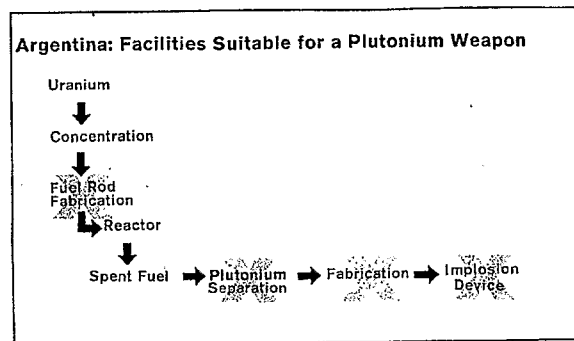 Argentina: Facilities Suitable for a Plutonium Weapon
Uranium
Concentration
Fuel Rod
Fabrication
Reactor
Spent Fuel
Plutonium
Separation
Fabrication
Implosion
Device